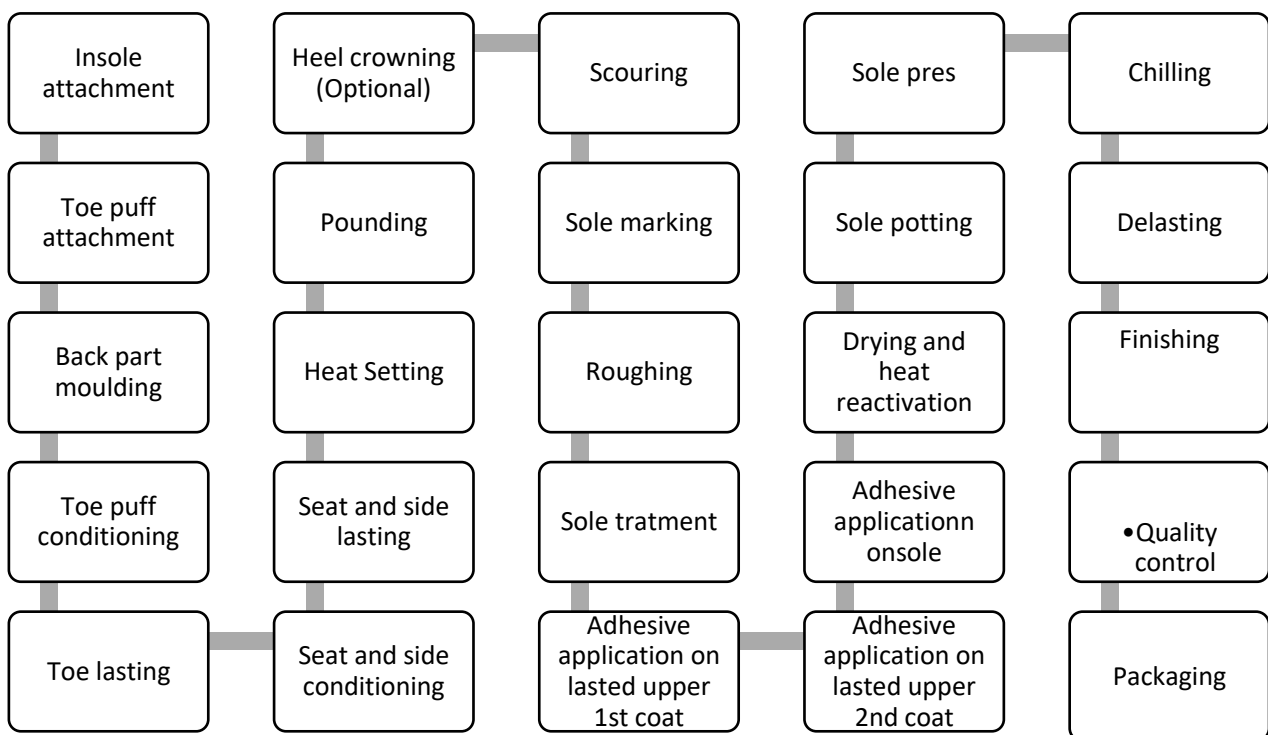 Insole
attachment
Toe puff
attachment
Back part
moulding
Toe puff
conditioning
Toe lasting
Seat and side
conditioning
Seat and side
lasting
Heat Setting
Pounding
Heel crowning
(Optional)
Scouring
Sole marking
Roughing
Sole tratment
Adhesive
application on
lasted upper
1st coat
Adhesive
application on
lasted upper
2nd coat
Adhesive
applicationn
onsole
Drying and
heat
reactivation
Sole potting
Sole pres
Chilling
Delasting
Finishing
•Quality
control
Packaging